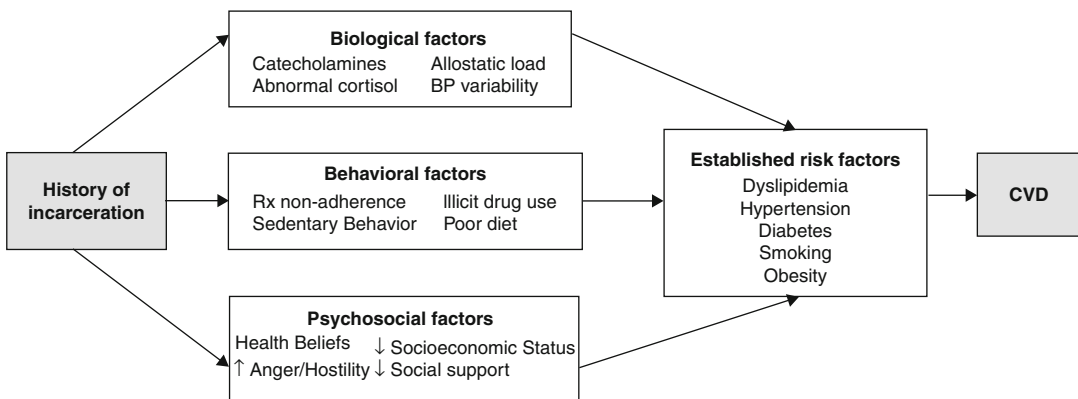 History of
incarceration
Biological factors
Catecholamines Allostatic load
Abnormal cortisol BP variability
Behavioral factors
Rx non-adherence Illicit drug use
Sedentary Behavior Poor diet
Psychosocial factors
Health Beliefs ↓ Socioeconomic Status
↑ Anger/Hostility ↓ Social support
Established risk factors
Dyslipidemia
Hypertension
Diabetes
Smoking
Obesity
CVD